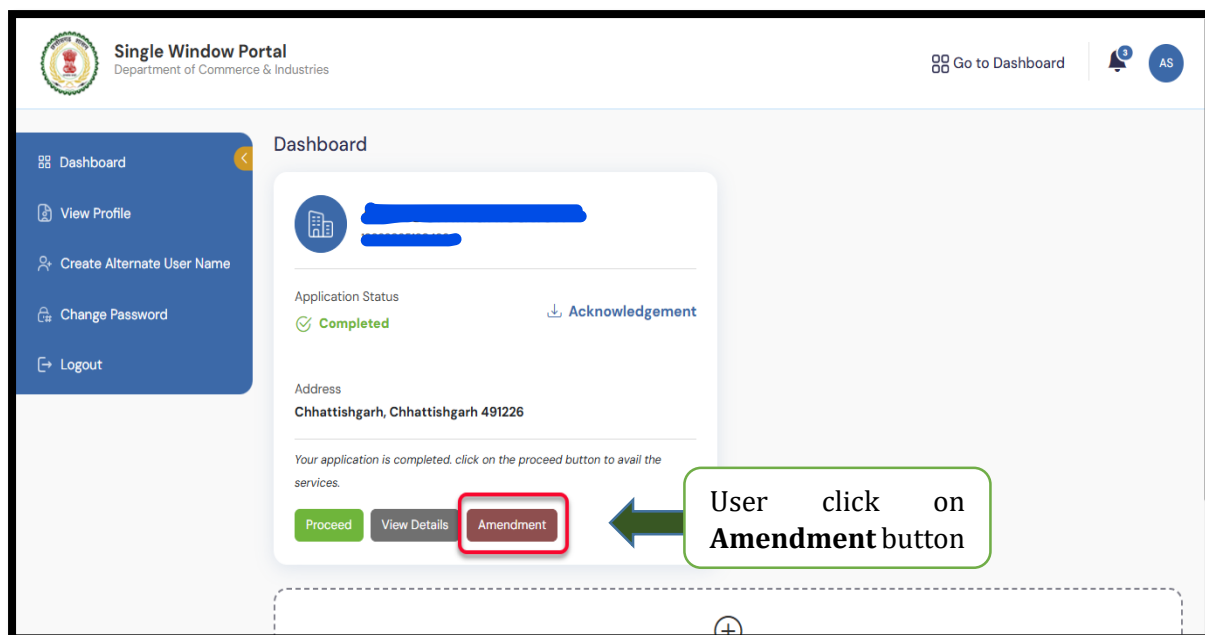 Single Window Portal
Department of Commerce & Industries
Go to Dashboard
3
AS
Dashboard
View Profile
Create Alternate User Name
Change Password
Logout
Dashboard
Application Status
Completed
Acknowledgement
Address
Chhattishgarh, Chhattishgarh 491226
Your application is completed. click on the proceed button to avail the
services.
Proceed
View Details
Amendment
User click on
Amendment button